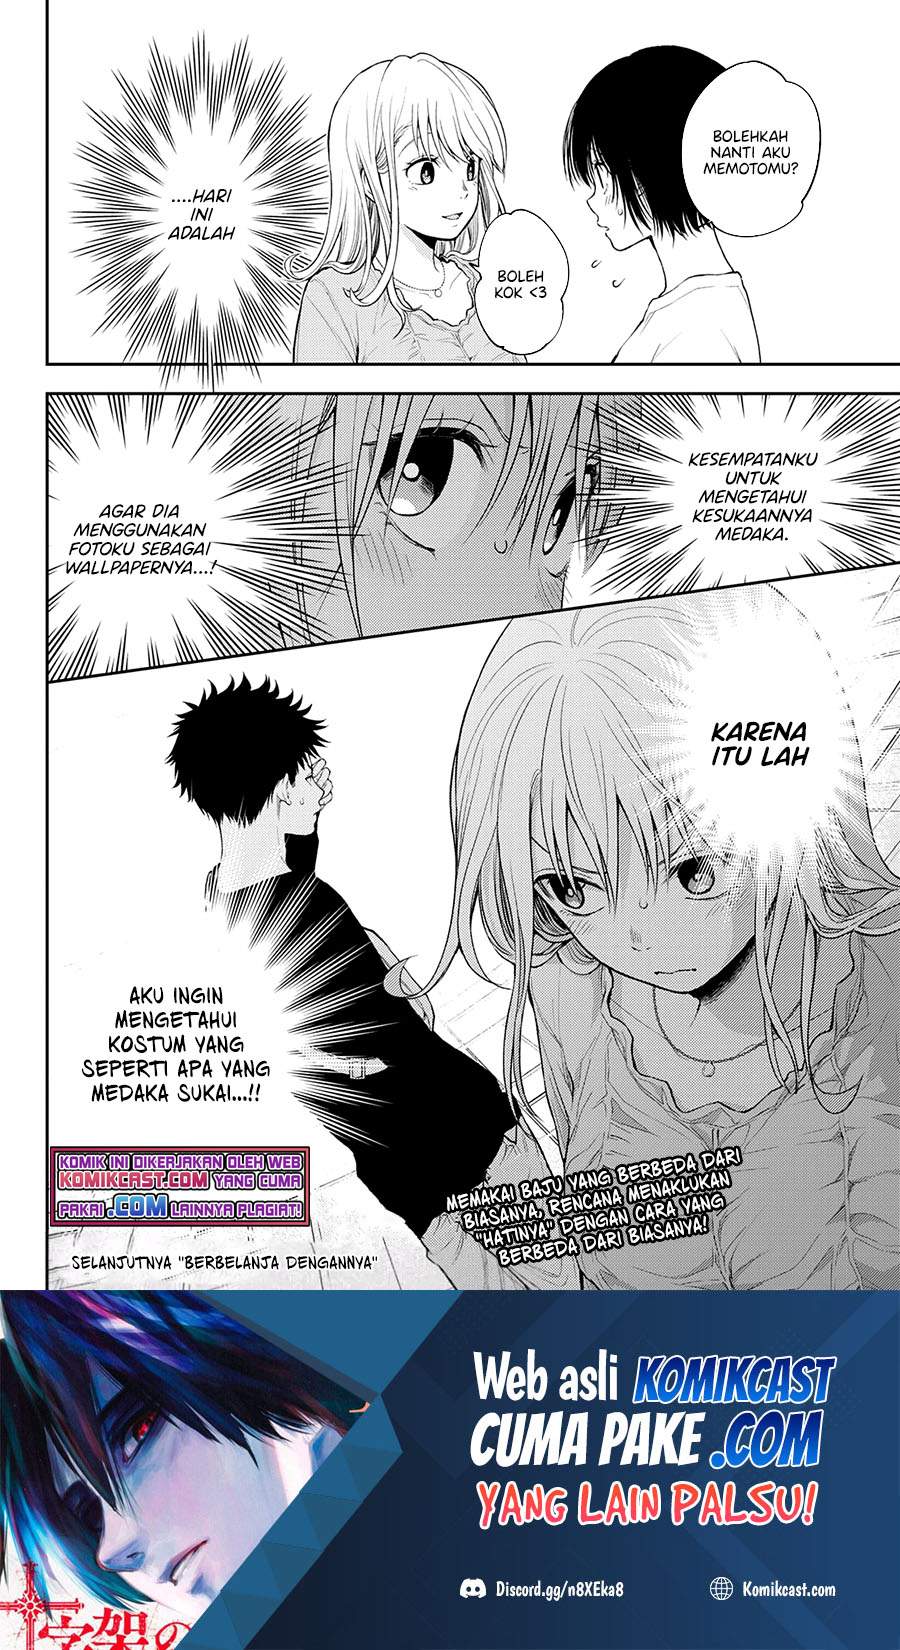 BOLEHKAH
NANTI AKU
MEMOTOMU?
BOLEH
KOK <3
....HARI
INI
ADALAH
KESEMPATANKU
UNTUK
MENGETAHUI
KESUKAANNYA
MEDAKA.
AGAR DIA
MENGGUNAKAN
FOTOKU SEBAGAI
WALLPAPERNYA...!
KARENA
ITU LAH
AKU INGIN
MENGETAHUI
KOSTUM YANG
SEPERTI APA YANG
MEDAKA SUKAI...!!
KOMIK INI DIKERJAKAN OLEH WEB
KOMIKCAST.COM YANG CUMA
PAKAI .COM LAINNYA PLAGIAT!
MEMAKAI BAJU YANG BERBEDA DARI
BIASANYA, RENCANA MENAKLUKAN
"HATINYA" DENGAN CARA YANG
BERBEDA DARI BIASANYA!
SELANJUTNYA "BERBELANJA DENGANNYA"
Web asli KOMIKCAST
CUMA PAKE .COM
YANG LAIN PALSU!
Discord.gg/n8XEka8
Komikcast.com
十字架の